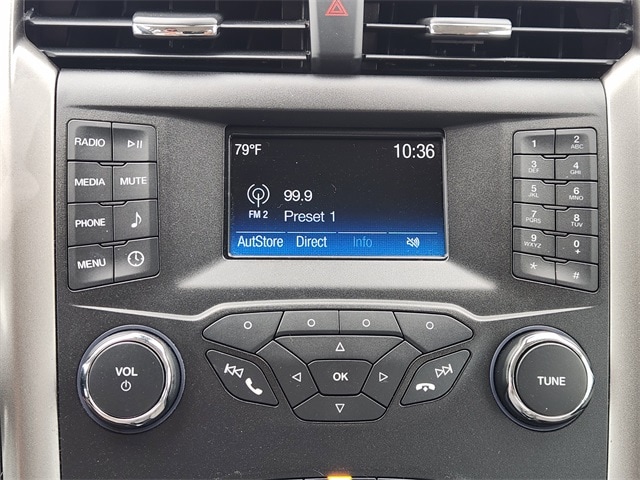 79°F 10:36
99.9
FM 2 Preset 1
AutStore Direct Info
RADIO
MEDIA MUTE
PHONE
MENU
1 2 ABC
3 DEF 4 GHI
5 JKL 6 MNO
7 PQRS 8 TUV
9 WXYZ 0 +
* #
VOL
OK
TUNE